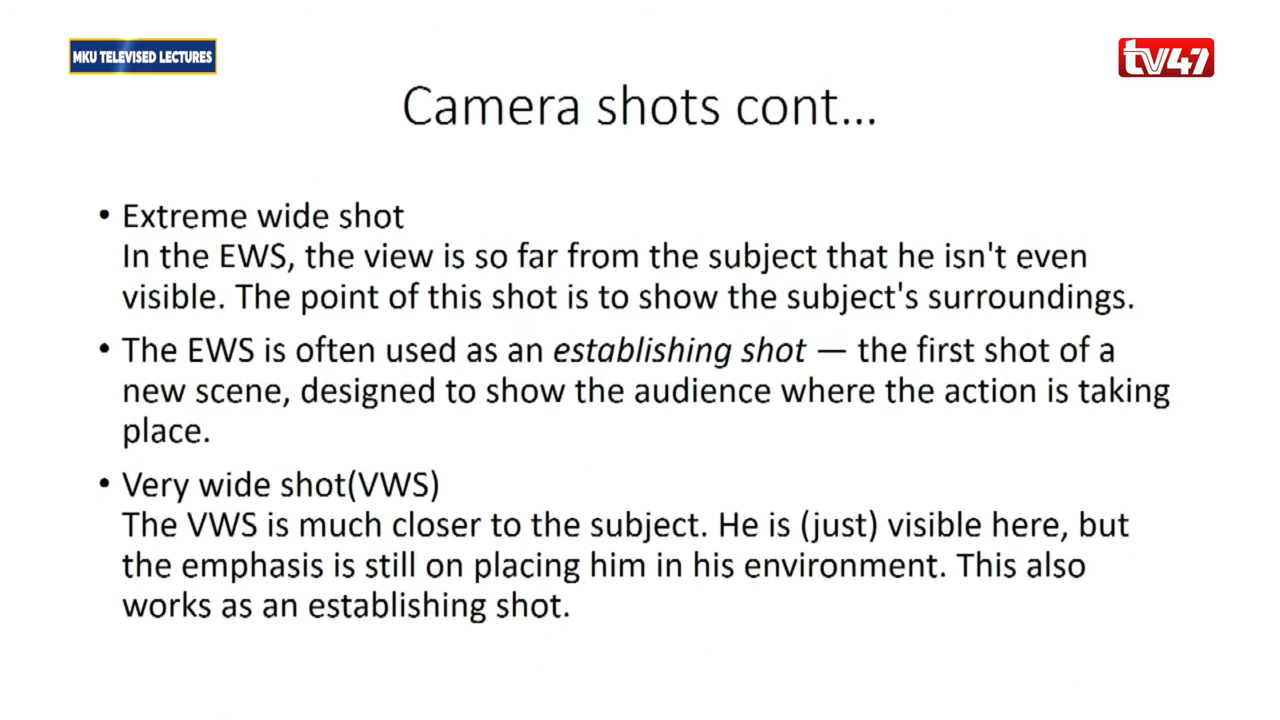 MKU TELEVISED LECTURES
tv47
Camera shots cont...
• Extreme wide shot
In the EWS, the view is so far from the subject that he isn't even
visible. The point of this shot is to show the subject's surroundings.
• The EWS is often used as an establishing shot — the first shot of a
new scene, designed to show the audience where the action is taking
place.
• Very wide shot(VWS)
The VWS is much closer to the subject. He is (just) visible here, but
the emphasis is still on placing him in his environment. This also
works as an establishing shot.